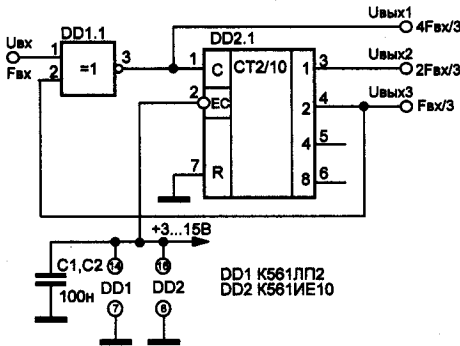 Uвх
Fвх
DD1.1
1
2
=1
3
DD2.1
1
C
2
EC
7
R
CT2/10
1
2
4
8
3
4
5
6
Uвых1
4Fвх/3
Uвых2
2Fвх/3
Uвых3
Fвх/3
+3...15В
C1,C2
100н
14
DD1
7
16
DD2
8
DD1 К561ЛП2
DD2 К561ИЕ10